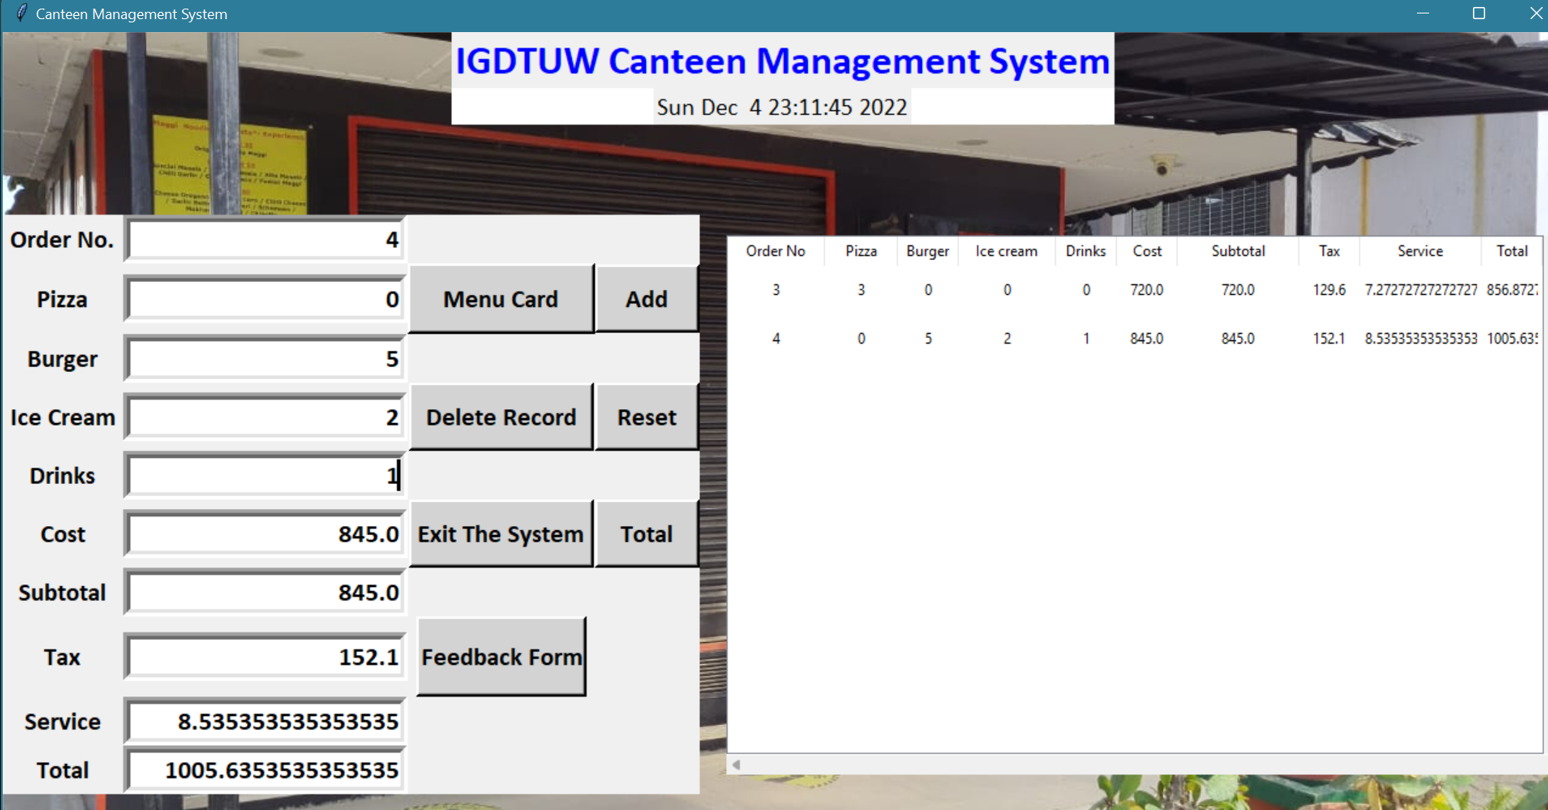 Canteen Management System
IGDTUW Canteen Management System
Sun Dec  4 23:11:45 2022
Order No. 4
Pizza 0 Menu Card Add
Burger 5
Ice Cream 2 Delete Record Reset
Drinks 1
Cost 845.0 Exit The System Total
Subtotal 845.0
Tax 152.1 Feedback Form
Service 8.535353535353535
Total 1005.6353535353535
Order No Pizza Burger Ice cream Drinks Cost Subtotal Tax Service Total
3 3 0 0 0 720.0 720.0 129.6 7.27272727272727 856.8727
4 0 5 2 1 845.0 845.0 152.1 8.53535353535353 1005.635